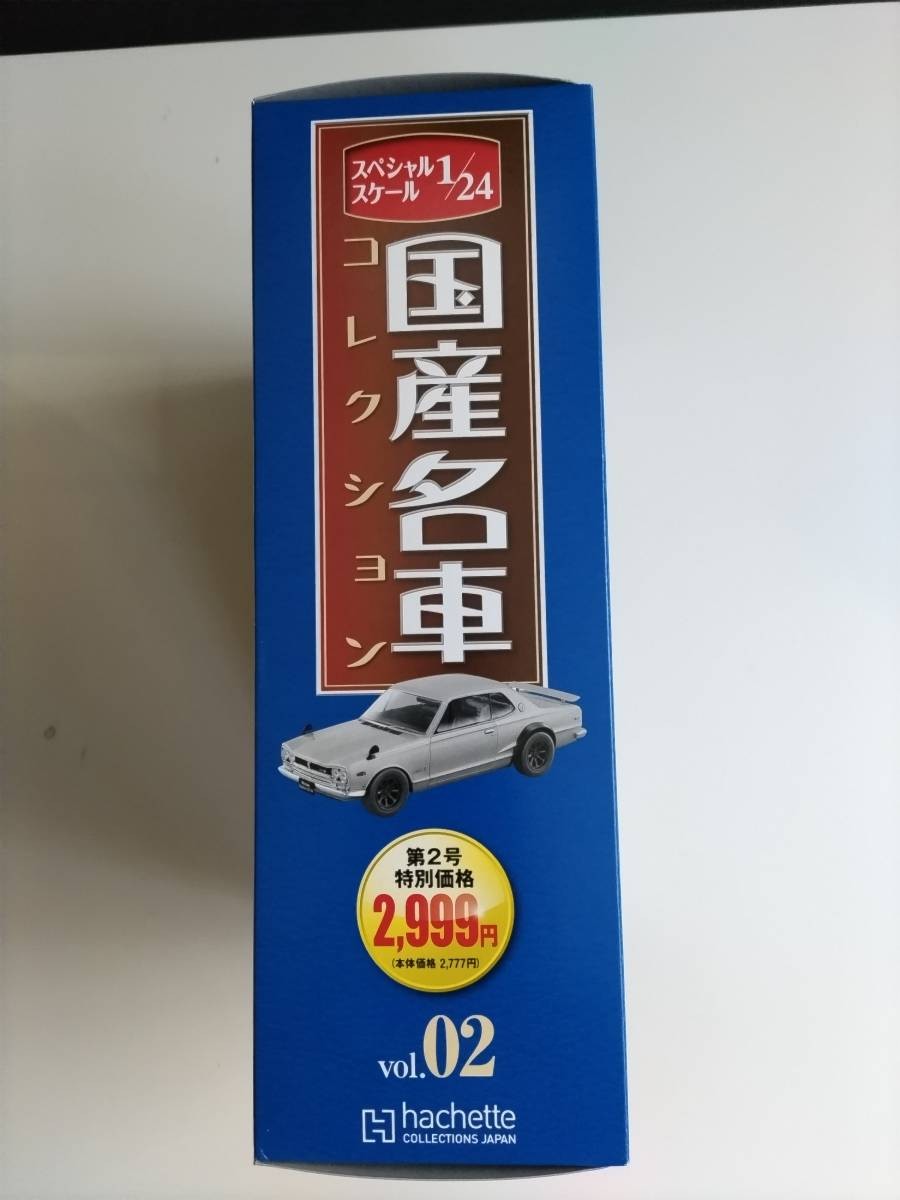 スペシャル
スケール
1/24
国産名車
コレクション
第2号
特別価格
2,999円
(本体価格 2,777円)
vol.02
hachette
COLLECTIONS JAPAN